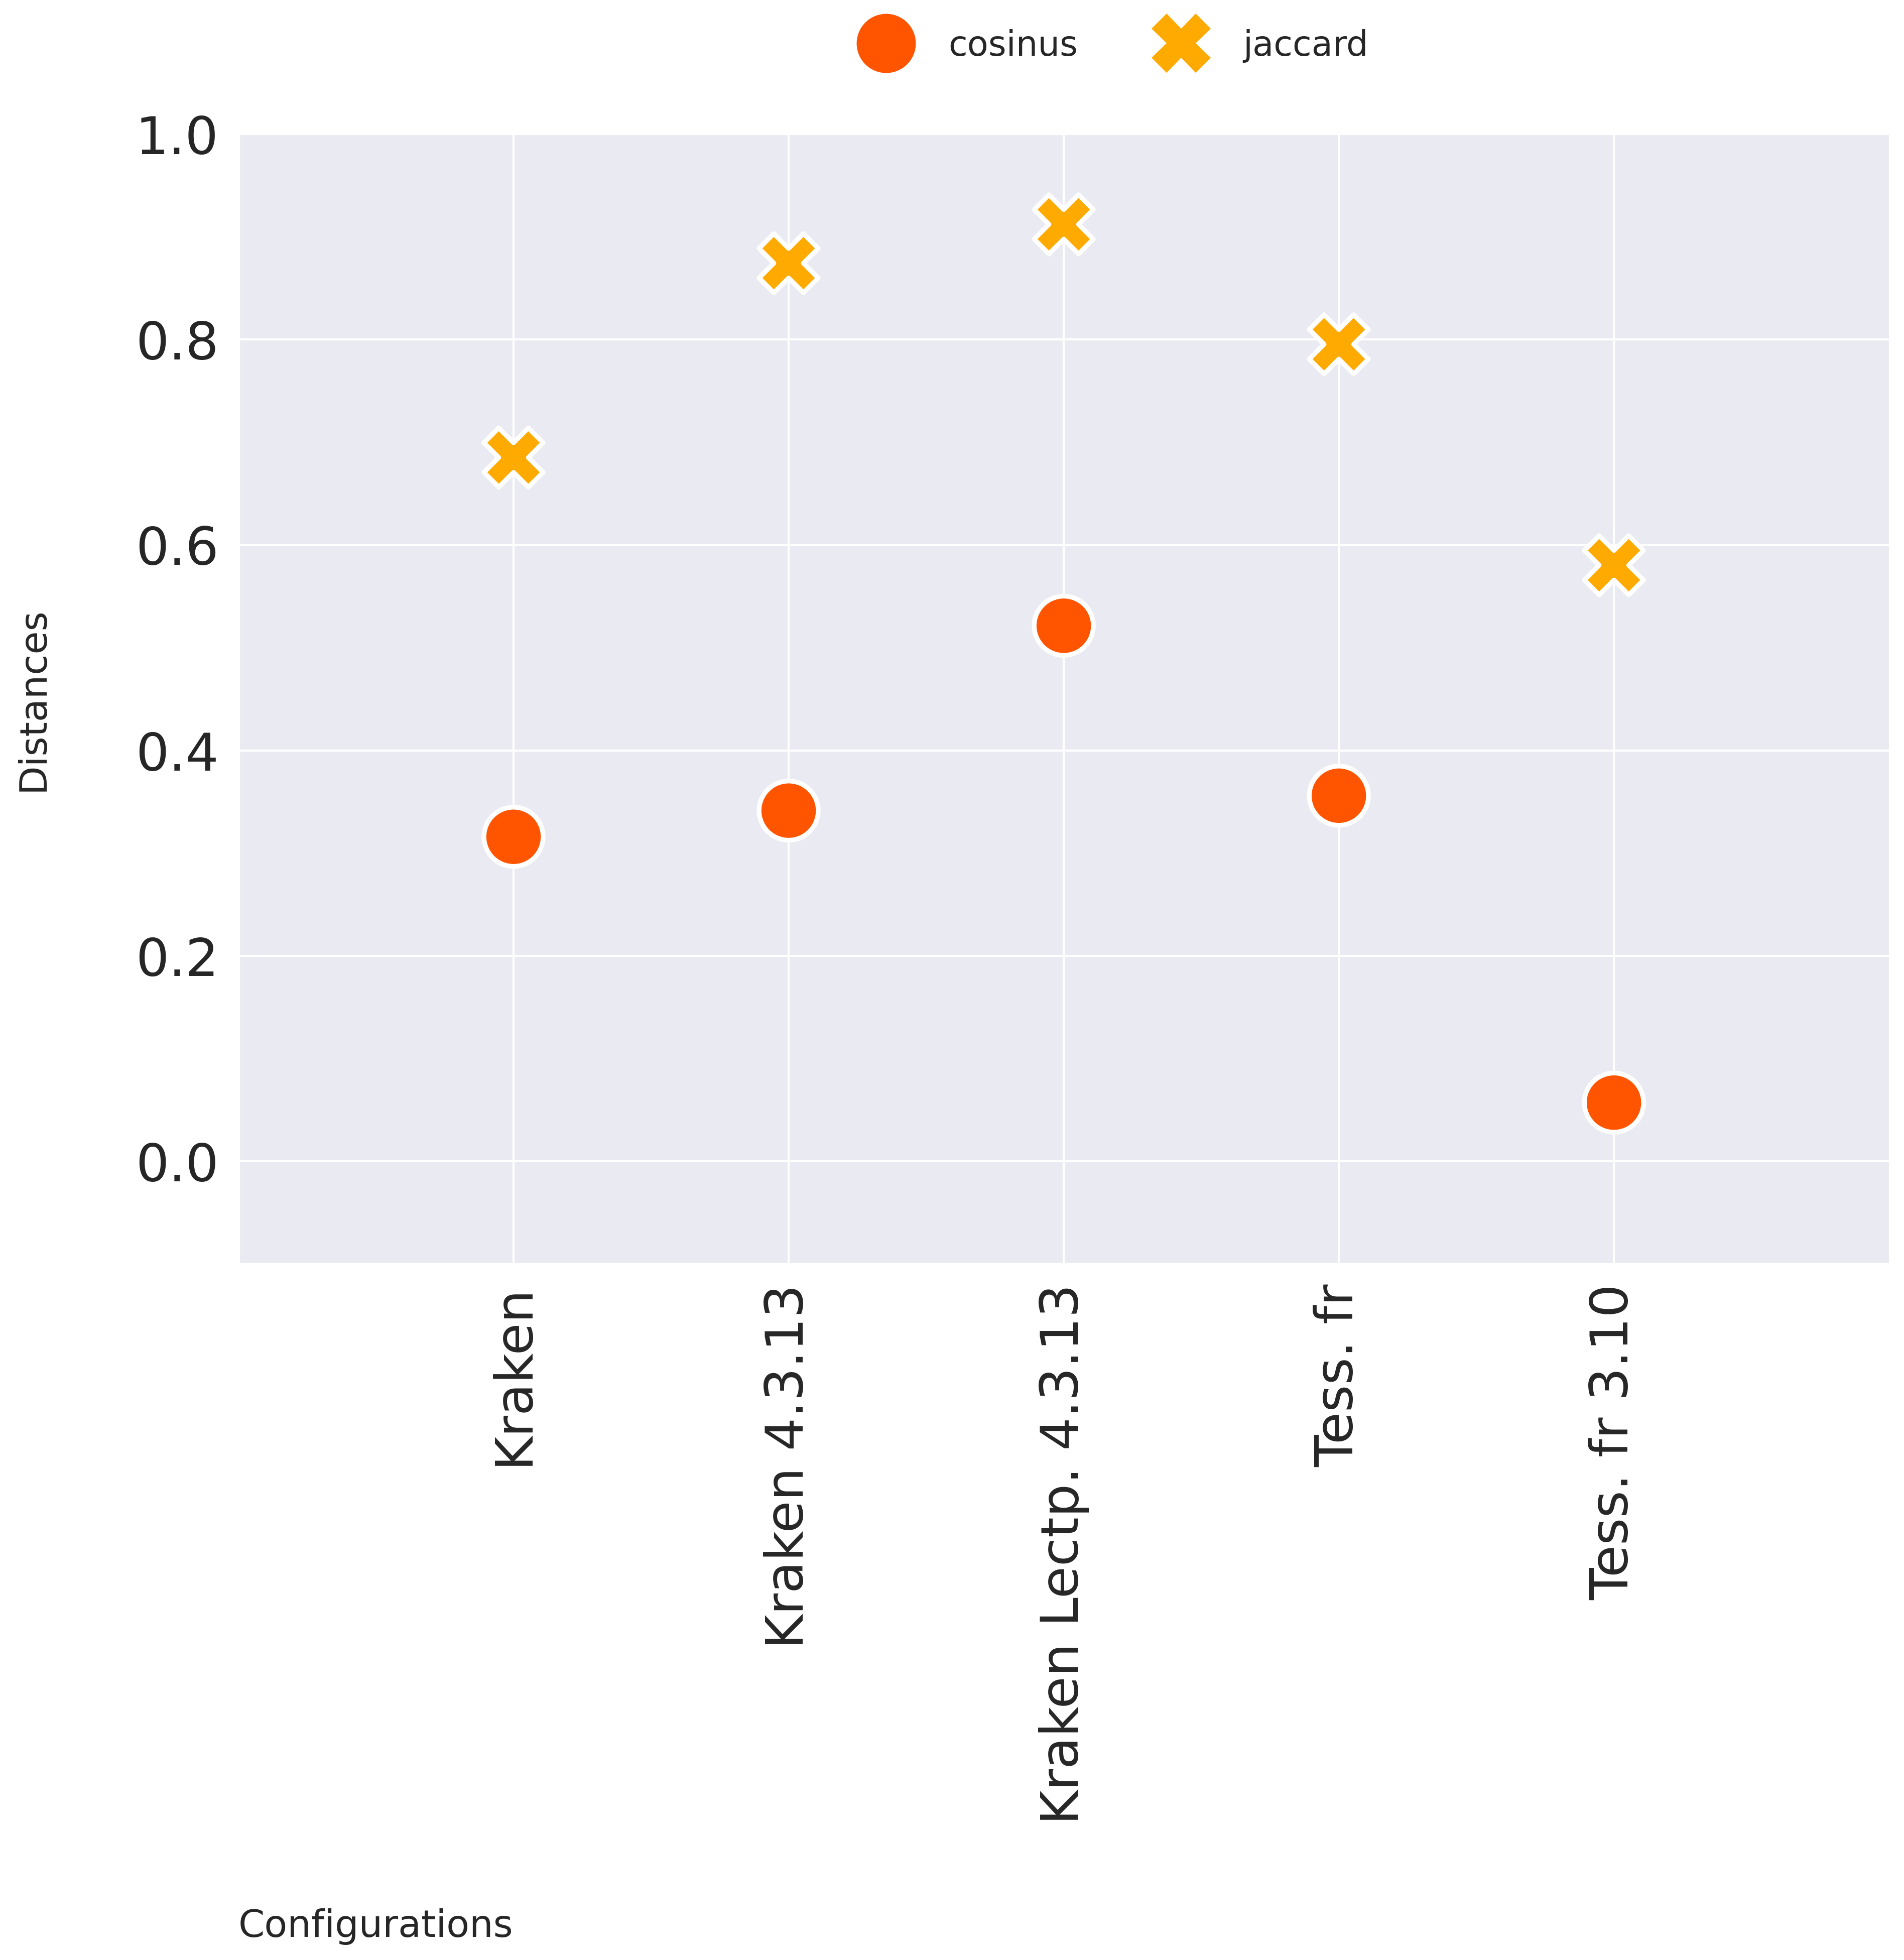 cosinus jaccard
1.0
0.8
0.6
0.4
0.2
0.0
Distances
Kraken
Kraken 4.3.13
Kraken Lectp. 4.3.13
Tess. fr
Tess. fr 3.10
Configurations